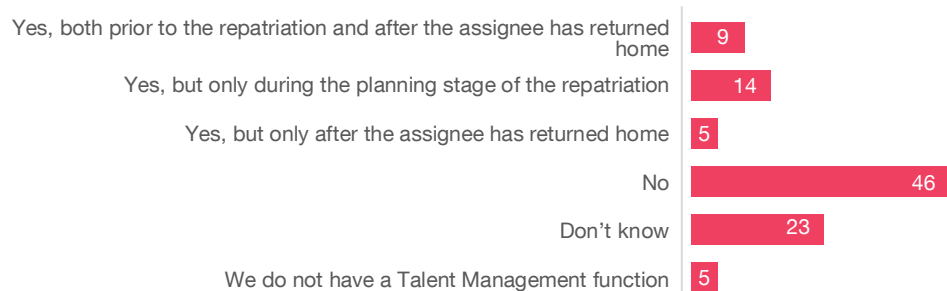 Yes, both prior to the repatriation and after the assignee has returned
home
9
Yes, but only during the planning stage of the repatriation
14
Yes, but only after the assignee has returned home
5
No
46
Don’t know
23
We do not have a Talent Management function
5